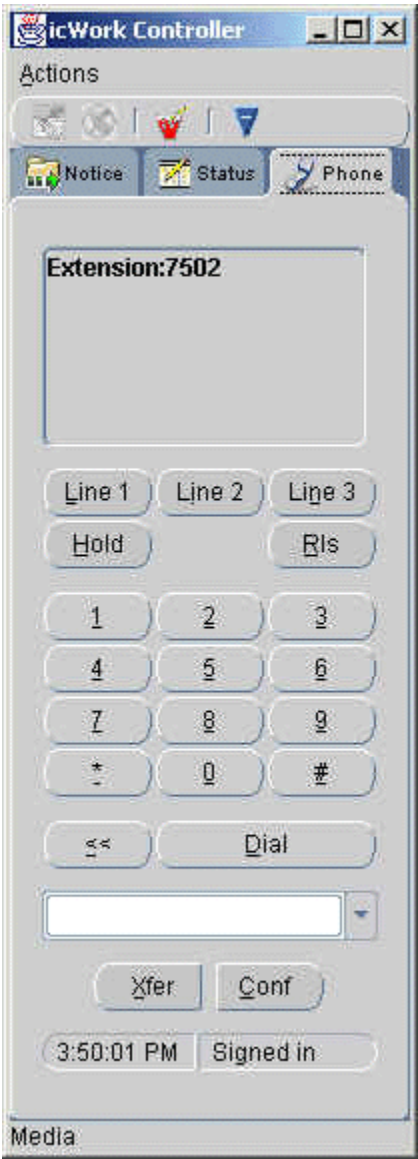 icWork Controller
Actions
Notice Status Phone
Extension:7502
Line 1 Line 2 Line 3
Hold Rls
1 2 3
4 5 6
7 8 9
* 0 #
<< Dial
Xfer Conf
3:50:01 PM Signed in
Media